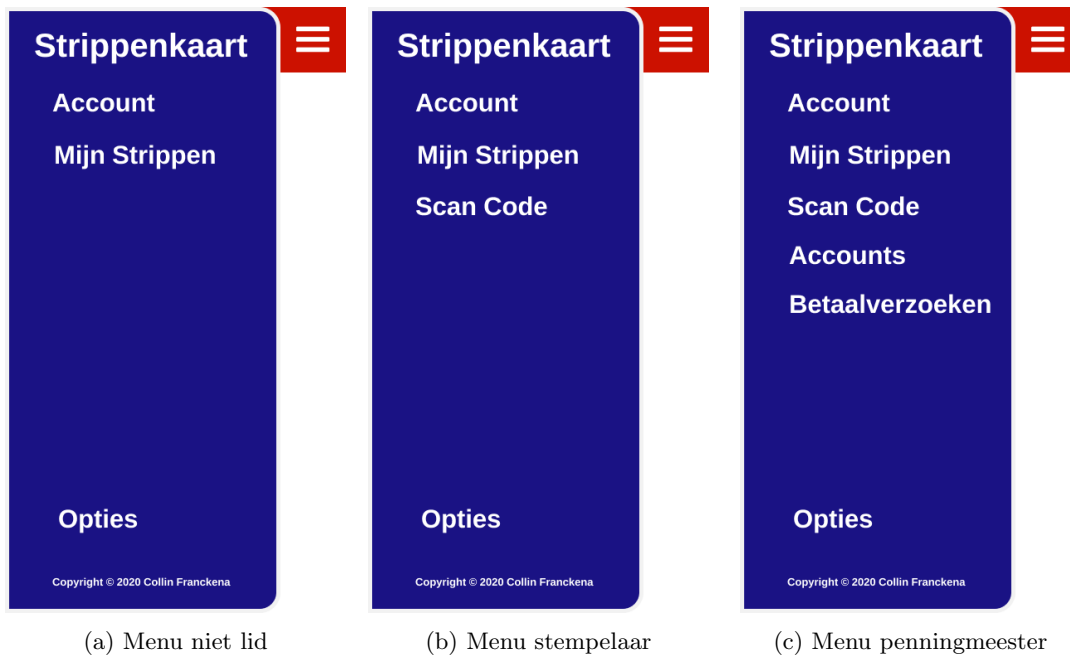 Strippenkaart
Account
Mijn Strippen
Opties
Copyright © 2020 Collin Franckena
(a) Menu niet lid
Strippenkaart
Account
Mijn Strippen
Scan Code
Opties
Copyright © 2020 Collin Franckena
(b) Menu stempelaar
Strippenkaart
Account
Mijn Strippen
Scan Code
Accounts
Betaalverzoeken
Opties
Copyright © 2020 Collin Franckena
(c) Menu penningmeester